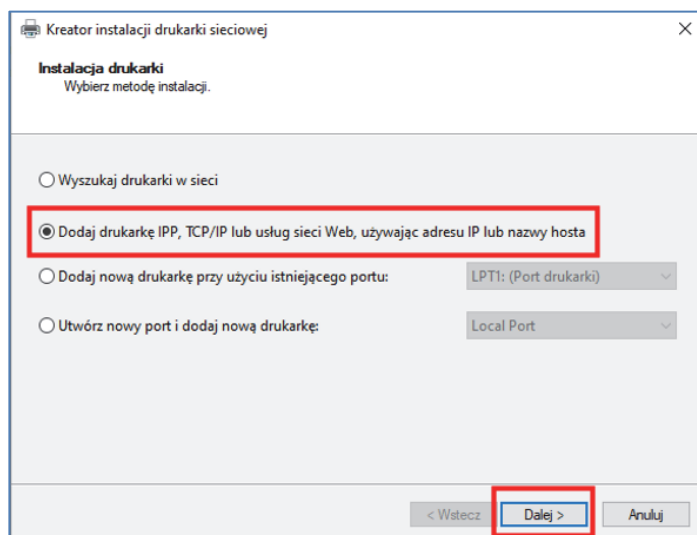 Kreator instalacji drukarki sieciowej
Instalacja drukarki
Wybierz metodę instalacji.
Wyszukaj drukarki w sieci
Dodaj drukarkę IPP, TCP/IP lub usług sieci Web, używając adresu IP lub nazwy hosta
Dodaj nową drukarkę przy użyciu istniejącego portu: LPT1: (Port drukarki)
Utwórz nowy port i dodaj nową drukarkę: Local Port
< Wstecz Dalej > Anuluj